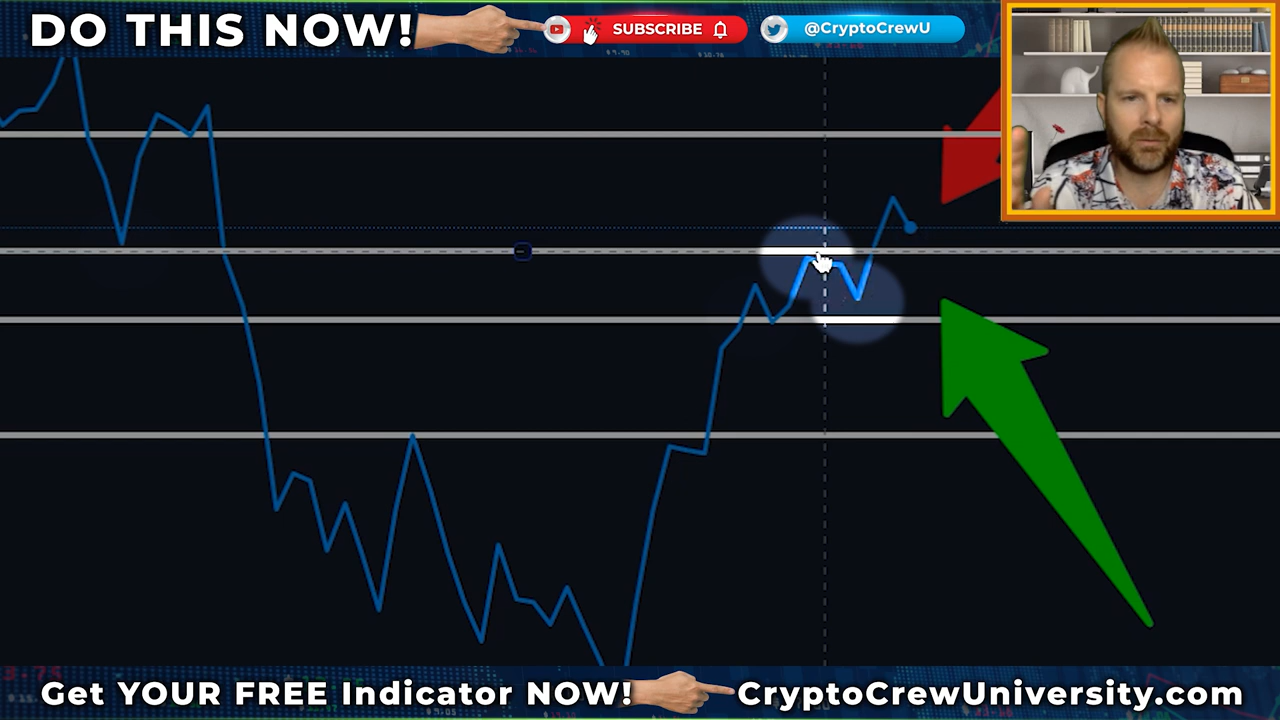 DO THIS NOW!
SUBSCRIBE
@CryptoCrewU
Get YOUR FREE Indicator NOW!
CryptoCrewUniversity.com